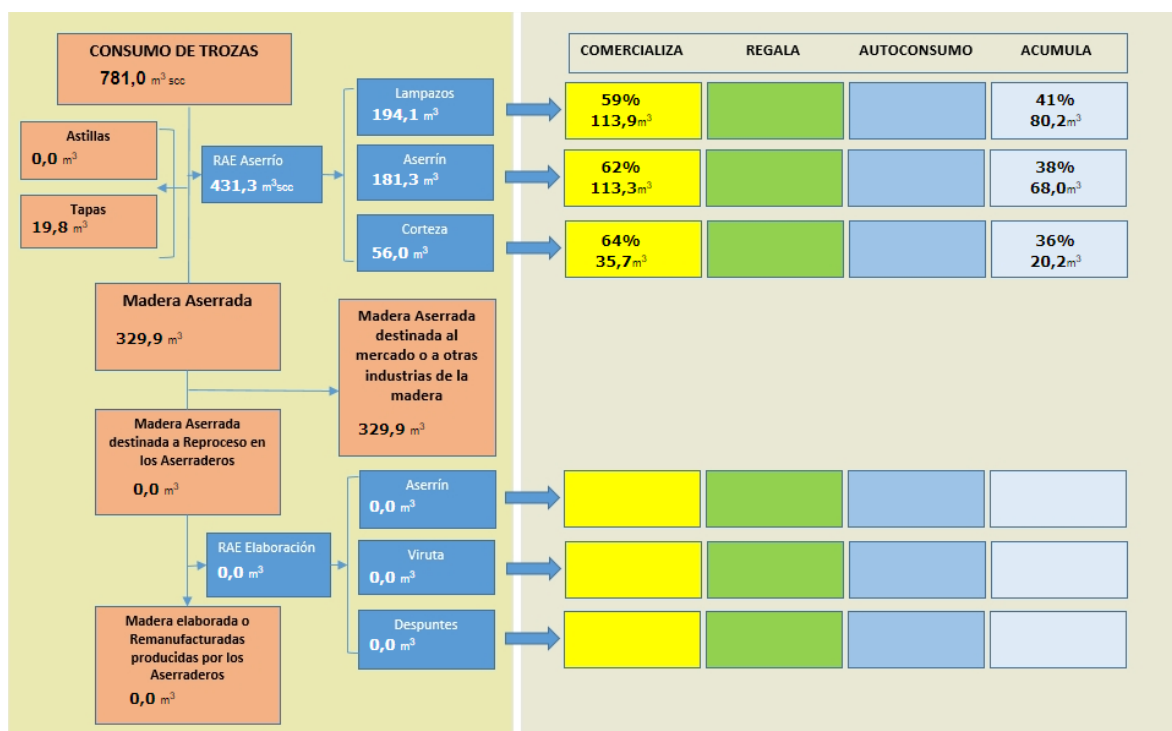 CONSUMO DE TROZAS
781,0 m³ scc
Astillas
0,0 m³
Tapas
19,8 m³
RAE Aserrío
431,3 m³scc
Lampazos
194,1 m³
Aserrín
181,3 m³
Corteza
56,0 m³
COMERCIALIZA REGALA AUTOCONSUMO ACUMULA
59%
113,9m³
41%
80,2m³
62%
113,3m³
38%
68,0m³
64%
35,7m³
36%
20,2m³
Madera Aserrada
329,9 m³
Madera Aserrada
destinada al
mercado o a otras
industrias de la
madera
329,9 m³
Madera Aserrada
destinada a Reproceso en
los Aserraderos
0,0 m³
RAE Elaboración
0,0 m³
Aserrín
0,0 m³
Viruta
0,0 m³
Despuntes
0,0 m³
Madera elaborada o
Remanufacturadas
producidas por los
Aserraderos
0,0 m³